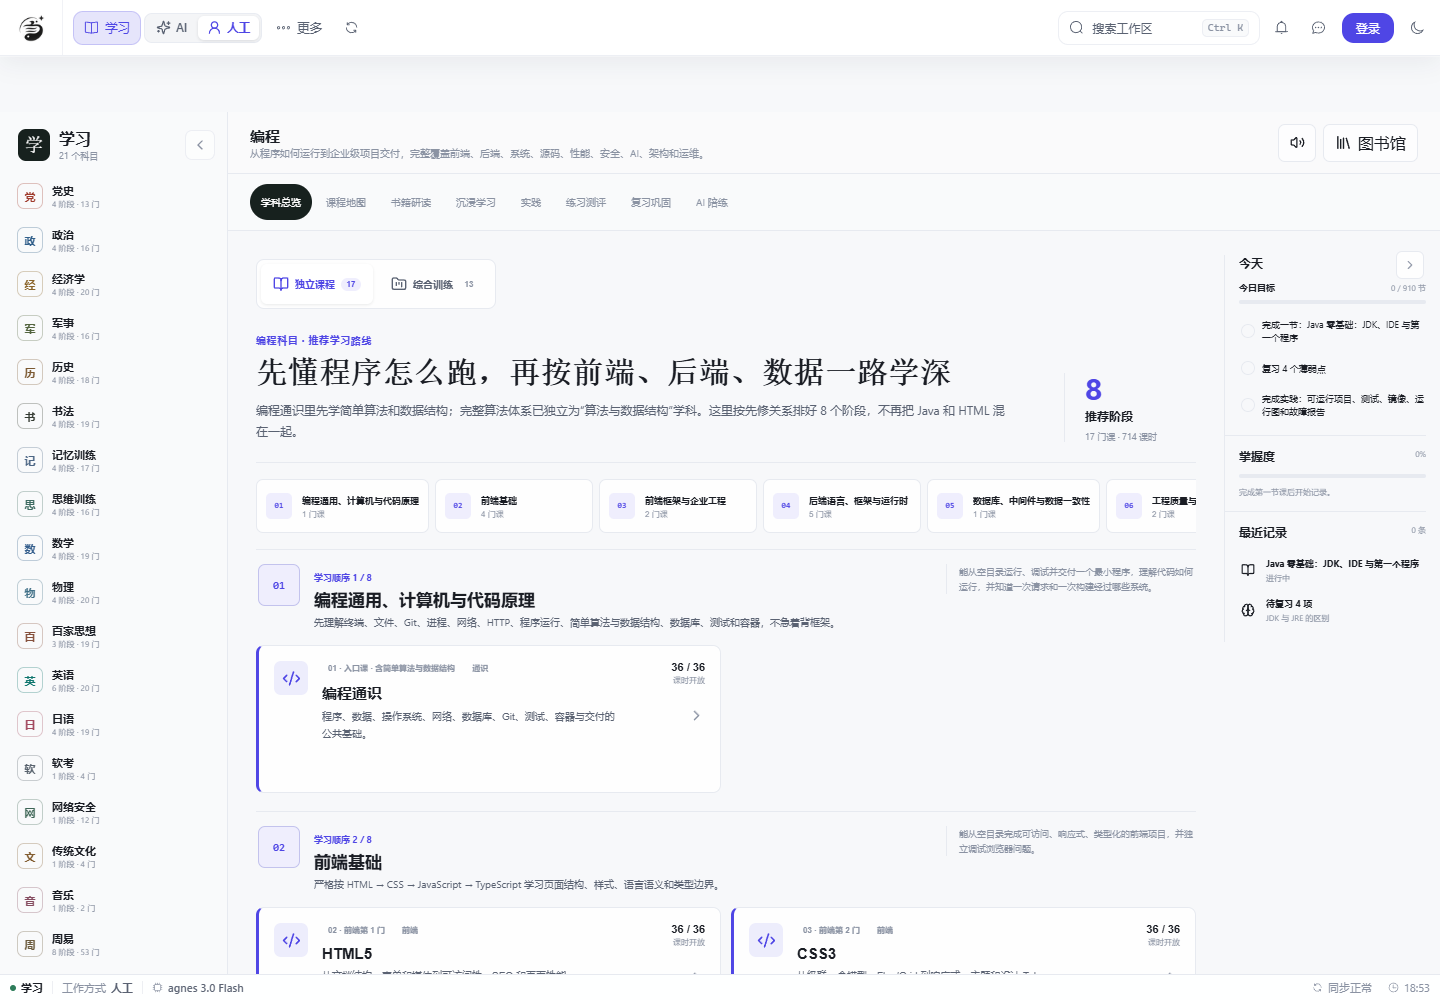 学习
AI
人工
更多
搜索工作区
Ctrl K
登录
学
学习
21 个科目
党
党史
4 阶段 · 13 门
政
政治
4 阶段 · 16 门
经
经济学
4 阶段 · 20 门
军
军事
4 阶段 · 16 门
历
历史
4 阶段 · 18 门
书
书法
4 阶段 · 19 门
记
记忆训练
4 阶段 · 17 门
思
思维训练
4 阶段 · 16 门
数
数学
4 阶段 · 19 门
物
物理
4 阶段 · 20 门
百
百家思想
3 阶段 · 19 门
英
英语
6 阶段 · 20 门
日
日语
4 阶段 · 19 门
软
软考
1 阶段 · 4 门
网
网络安全
1 阶段 · 12 门
文
传统文化
1 阶段 · 4 门
音
音乐
1 阶段 · 2 门
周
周易
8 阶段 · 53 门
编程
从程序如何运行到企业级项目交付，完整覆盖前端、后端、系统、源码、性能、安全、AI、架构和运维。
图书馆
学科总览
课程地图
书籍研读
沉浸学习
实践
练习测评
复习巩固
AI 陪练
独立课程 17
综合训练 13
编程科目 · 推荐学习路线
先懂程序怎么跑，再按前端、后端、数据一路学深
编程通识里先学简单算法和数据结构；完整算法体系已独立为“算法与数据结构”学科。这里按先修关系排好 8 个阶段，不再把 Java 和 HTML 混
在一起。
8
推荐阶段
17 门课 · 714 课时
01
编程通用、计算机与代码原理
1 门课
02
前端基础
4 门课
03
前端框架与企业工程
2 门课
04
后端语言、框架与运行时
5 门课
05
数据库、中间件与数据一致性
1 门课
06
工程质量与
2 门课
01
学习顺序 1 / 8
编程通用、计算机与代码原理
先理解终端、文件、Git、进程、网络、HTTP、程序运行、简单算法与数据结构、数据库、测试和容器，不急着背框架。
能从空目录运行、调试并交付一个最小程序，理解代码如何
运行，并知道一次请求和一次构建经过哪些系统。
01 · 入口课 · 含简单算法与数据结构
通识
36 / 36
课时开放
编程通识
程序、数据、操作系统、网络、数据库、Git、测试、容器与交付的
公共基础。
02
学习顺序 2 / 8
前端基础
严格按 HTML → CSS → JavaScript → TypeScript 学习页面结构、样式、语言语义和类型边界。
能从空目录完成可访问、响应式、类型化的前端项目，并独
立调试浏览器问题。
02 · 前端第 1 门
前端
36 / 36
课时开放
HTML5
03 · 前端第 2 门
前端
36 / 36
课时开放
CSS3
今天
今日目标
0 / 910 节
完成一节：Java 零基础：JDK、IDE 与第
一个程序
复习 4 个薄弱点
完成实践：可运行项目、测试、镜像、运
行图和故障报告
掌握度
0%
完成第一节课后开始记录。
最近记录
0 条
Java 零基础：JDK、IDE 与第一个程序
进行中
待复习 4 项
JDK 与 JRE 的区别
学习
工作方式 人工
agnes 3.0 Flash
同步正常
18:53